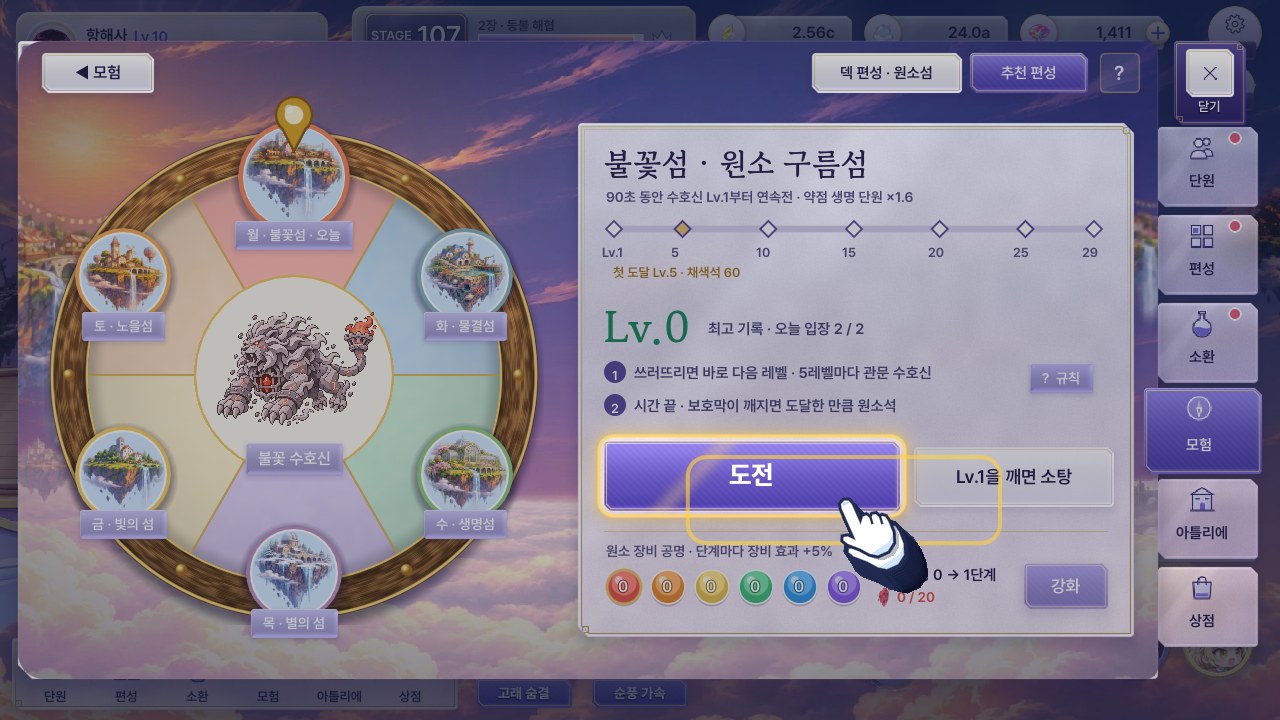 항해사 Lv.10
STAGE 107
2장 · 등불 해협
2.56c
24.0a
1,411
◀ 모험
덱 편성 · 원소섬
추천 편성
?
닫기
월 · 불꽃섬 · 오늘
토 · 노을섬
화 · 물결섬
불꽃 수호신
금 · 빛의 섬
수 · 생명섬
목 · 별의 섬
불꽃섬 · 원소 구름섬
90초 동안 수호신 Lv.1부터 연속전 · 약점 생명 단원 ×1.6
Lv.1 5 10 15 20 25 29
첫 도달 Lv.5 · 채색석 60
Lv.0 최고 기록 · 오늘 입장 2 / 2
1 쓰러뜨리면 바로 다음 레벨 · 5레벨마다 관문 수호신
2 시간 끝 · 보호막이 깨지면 도달한 만큼 원소석
? 규칙
도전
Lv.1을 깨면 소탕
원소 장비 공명 · 단계마다 장비 효과 +5%
0 0 0 0 0 0
0 → 1단계
0 / 20
강화
단원
편성
소환
모험
아틀리에
상점
단원 편성 소환 모험 아틀리에 상점
고래 숨결
순풍 가속